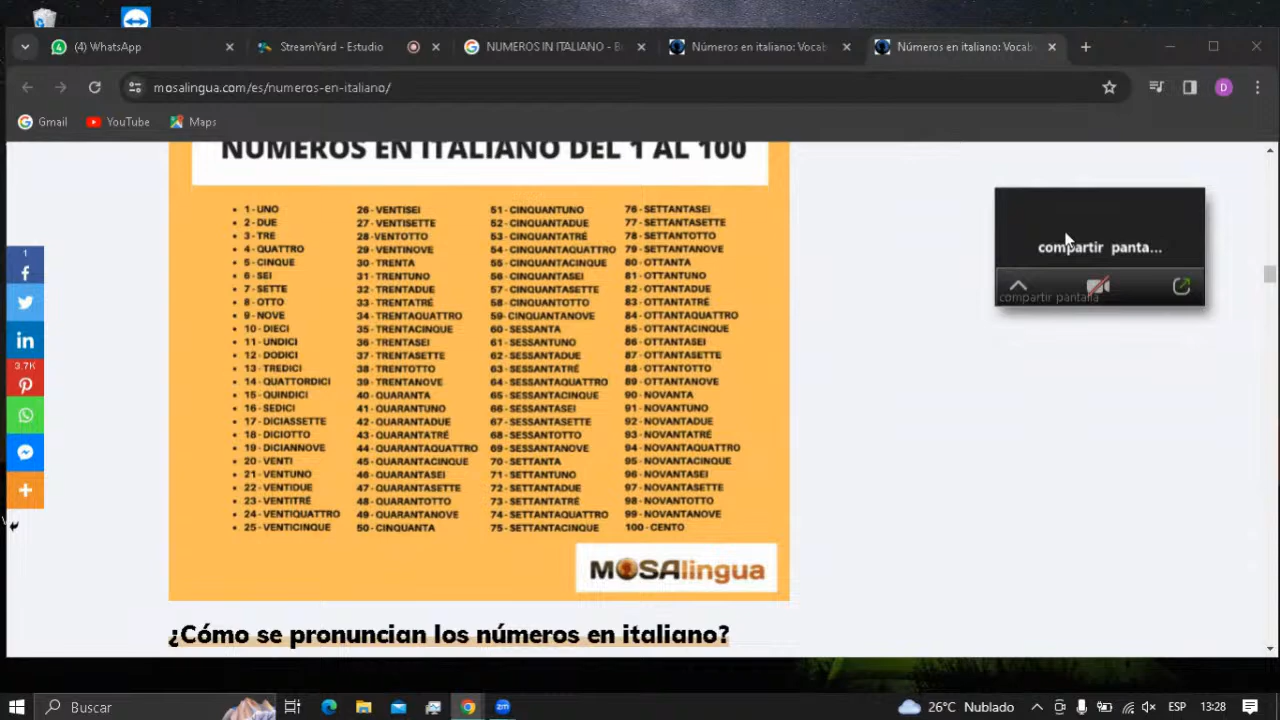 (4) WhatsApp
StreamYard - Estudio
NUMEROS IN ITALIANO - B
Números en italiano: Vocab
Números en italiano: Vocab
mosalingua.com/es/numeros-en-italiano/
Gmail
YouTube
Maps
NÚMEROS EN ITALIANO DEL 1 AL 100
1 - UNO
2 - DUE
3 - TRE
4 - QUATTRO
5 - CINQUE
6 - SEI
7 - SETTE
8 - OTTO
9 - NOVE
10 - DIECI
11 - UNDICI
12 - DODICI
13 - TREDICI
14 - QUATTORDICI
15 - QUINDICI
16 - SEDICI
17 - DICIASSETTE
18 - DICIOTTO
19 - DICIANNOVE
20 - VENTI
21 - VENTUNO
22 - VENTIDUE
23 - VENTITRÉ
24 - VENTIQUATTRO
25 - VENTICINQUE
26 - VENTISEI
27 - VENTISETTE
28 - VENTOTTO
29 - VENTINOVE
30 - TRENTA
31 - TRENTUNO
32 - TRENTADUE
33 - TRENTATRÉ
34 - TRENTAQUATTRO
35 - TRENTACINQUE
36 - TRENTASEI
37 - TRENTASETTE
38 - TRENTOTTO
39 - TRENTANOVE
40 - QUARANTA
41 - QUARANTUNO
42 - QUARANTADUE
43 - QUARANTATRÉ
44 - QUARANTAQUATTRO
45 - QUARANTACINQUE
46 - QUARANTASEI
47 - QUARANTASETTE
48 - QUARANTOTTO
49 - QUARANTANOVE
50 - CINQUANTA
51 - CINQUANTUNO
52 - CINQUANTADUE
53 - CINQUANTATRÉ
54 - CINQUANTAQUATTRO
55 - CINQUANTACINQUE
56 - CINQUANTASEI
57 - CINQUANTASETTE
58 - CINQUANTOTTO
59- CINQUANTANOVE
60 - SESSANTA
61 - SESSANTUNO
62 - SESSANTADUE
63 - SESSANTATRÉ
64 - SESSANTAQUATTRO
65 - SESSANTACINQUE
66 - SESSANTASEI
67 - SESSANTASETTE
68 - SESSANTOTTO
69 - SESSANTANOVE
70 - SETTANTA
71 - SETTANTUNO
72 - SETTANTADUE
73 - SETTANTATRÉ
74 - SETTANTAQUATTRO
75 - SETTANTACINQUE
76 - SETTANTASEI
77 - SETTANTASETTE
78 - SETTANTOTTO
79 - SETTANTANOVE
80 - OTTANTA
81 - OTTANTUNO
82 - OTTANTADUE
83 - OTTANTATRÉ
84 - OTTANTAQUATTRO
85 - OTTANTACINQUE
86 - OTTANTASEI
87 - OTTANTASETTE
88 - OTTANTOTTO
89 - OTTANTANOVE
90 - NOVANTA
91 - NOVANTUNO
92 - NOVANTADUE
93 - NOVANTATRÉ
94 - NOVANTAQUATTRO
95 - NOVANTACINQUE
96 - NOVANTASEI
97 - NOVANTASETTE
98 - NOVANTOTTO
99 - NOVANTANOVE
100 - CENTO
MOSAlingua
¿Cómo se pronuncian los números en italiano?
1
3.7K
compartir panta...
compartir pantalla
Buscar
26°C Nublado
ESP
13:28